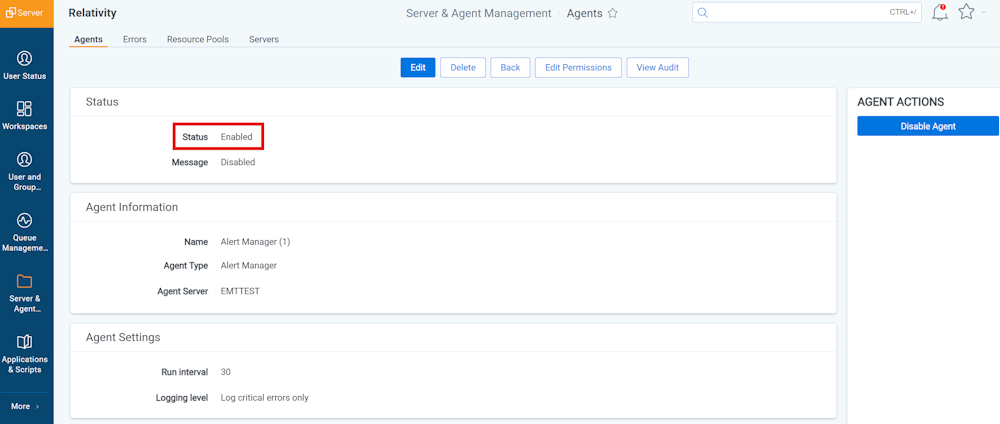 Server
Relativity
Server & Agent Management · Agents
CTRL+/
Agents Errors Resource Pools Servers
Edit Delete Back Edit Permissions View Audit
User Status
Workspaces
User and
Group...
Queue
Manageme...
Server &
Agent...
Applications
& Scripts
More
Status
Status Enabled
Message Disabled
Agent Information
Name Alert Manager (1)
Agent Type Alert Manager
Agent Server EMTTEST
Agent Settings
Run interval 30
Logging level Log critical errors only
AGENT ACTIONS
Disable Agent